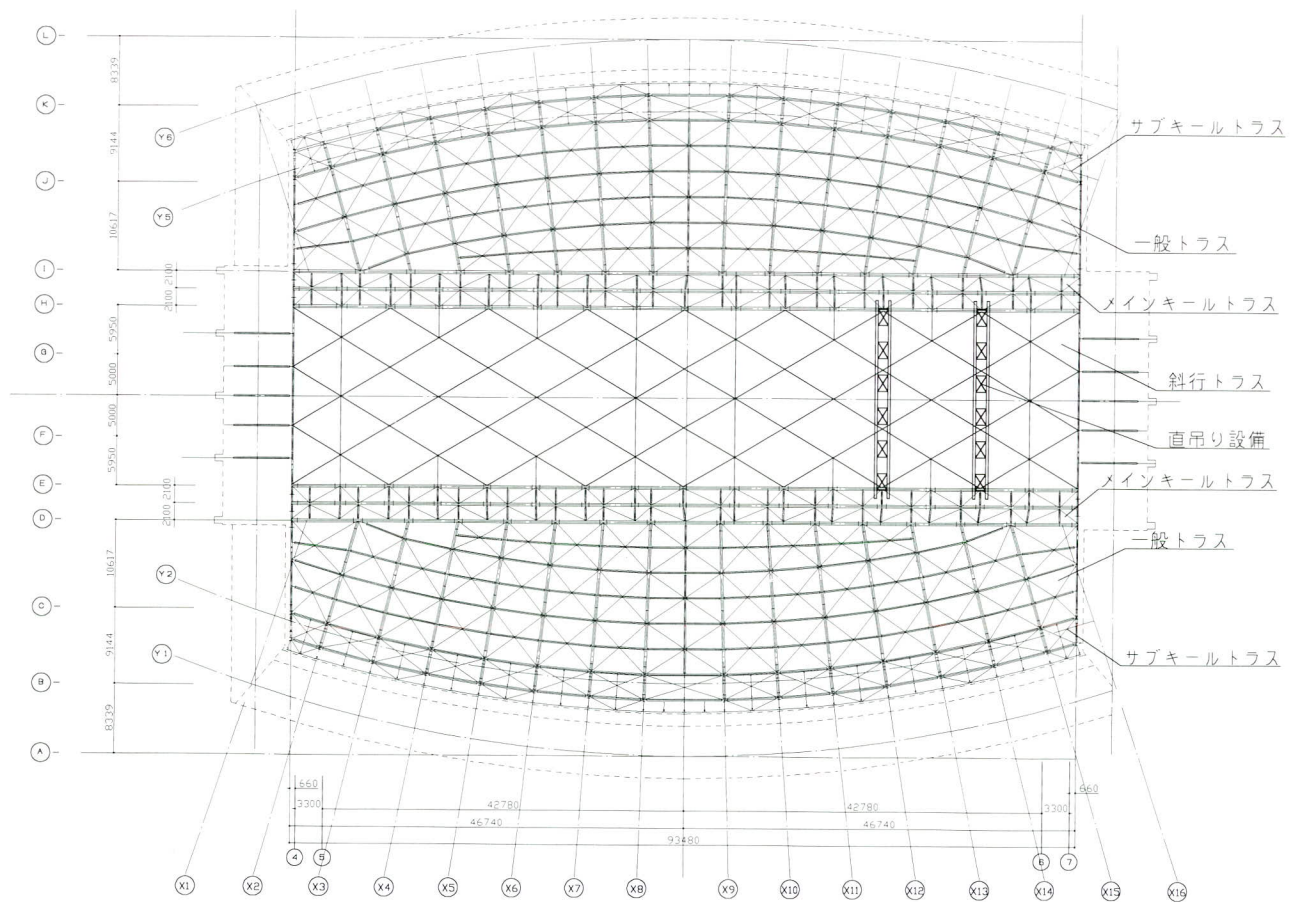 L
K
J
I
H
G
F
E
D
C
B
A
8339
9144
10617
2100
2100
5950
5000
5000
5950
2100
2100
10617
9144
8339
Y6
Y5
Y2
Y1
サブキールトラス
一般トラス
メインキールトラス
斜行トラス
直吊り設備
メインキールトラス
一般トラス
サブキールトラス
660
660
3300
42780
42780
3300
46740
46740
93480
4
5
6
7
X1
X2
X3
X4
X5
X6
X7
X8
X9
X10
X11
X12
X13
X14
X15
X16